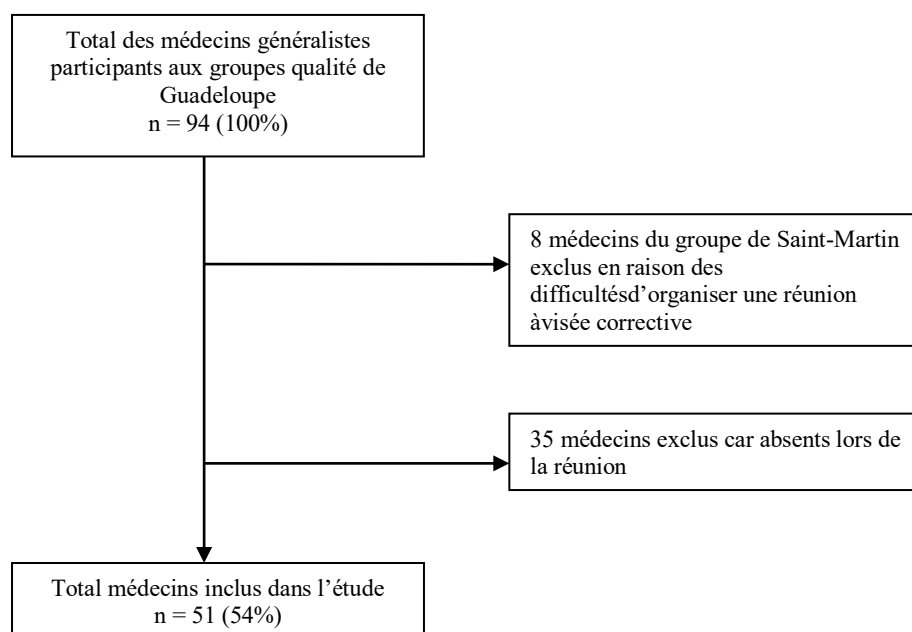 Total des médecins généralistes
participants aux groupes qualité de
Guadeloupe
n = 94 (100%)
8 médecins du groupe de Saint-Martin
exclus en raison des
difficultésd’organiser une réunion
àvisée corrective
35 médecins exclus car absents lors de
la réunion
Total médecins inclus dans l’étude
n = 51 (54%)